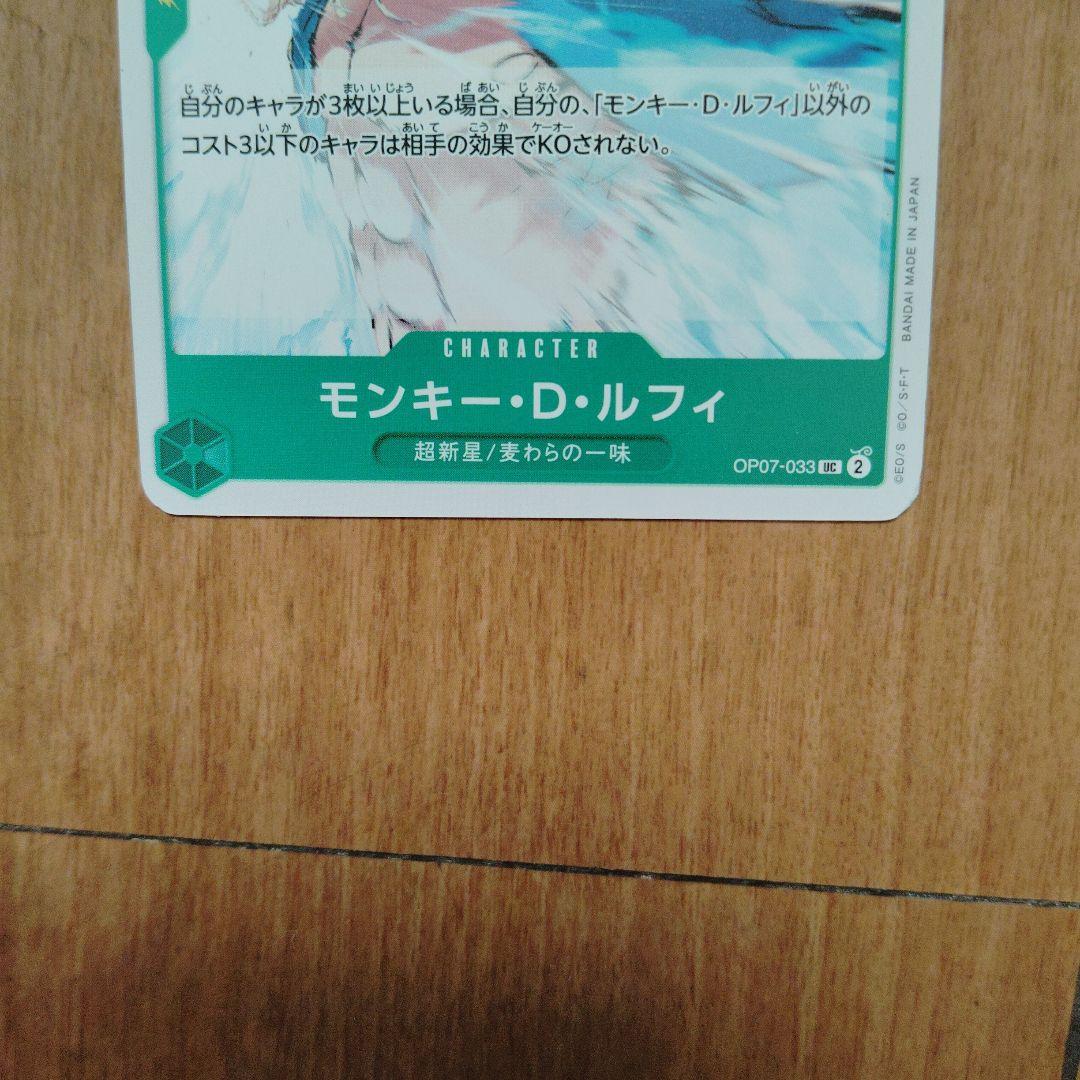 自分のキャラが3枚以上いる場合、自分の、「モンキー・D・ルフィ」以外の
コスト3以下のキャラは相手の効果でKOされない。
CHARACTER
モンキー・D・ルフィ
超新星/麦わらの一味
OP07-033 UC 2
©EO/S ©O/S・F・T BANDAI MADE IN JAPAN